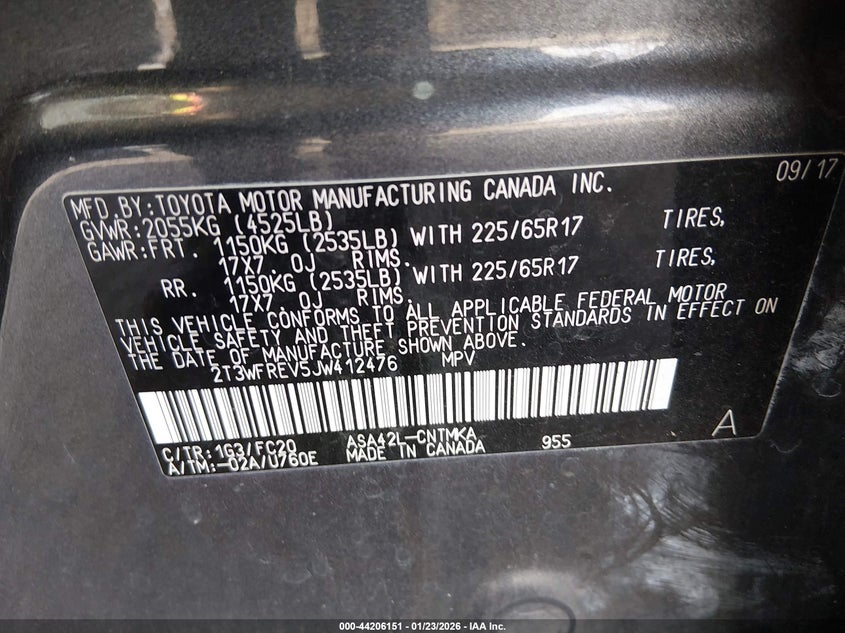 09/17
MFD.BY:TOYOTA MOTOR MANUFACTURING CANADA INC.
GVWR:2055KG (4525LB)
GAWR:FRT. 1150KG (2535LB) WITH 225/65R17 TIRES,
17X7. 0J RIMS.
RR. 1150KG (2535LB) WITH 225/65R17 TIRES,
17X7. 0J RIMS.
THIS VEHICLE CONFORMS TO ALL APPLICABLE FEDERAL MOTOR
VEHICLE SAFETY AND THEFT PREVENTION STANDARDS IN EFFECT ON
THE DATE OF MANUFACTURE SHOWN ABOVE.
2T3WFREV5JW412476 MPV
C/TR:1G3/FC20 ASA42L-CNTMKA 955 A
A/TM:-02A/U760E MADE IN CANADA
000-44206151 - 01/23/2026 - IAA Inc.